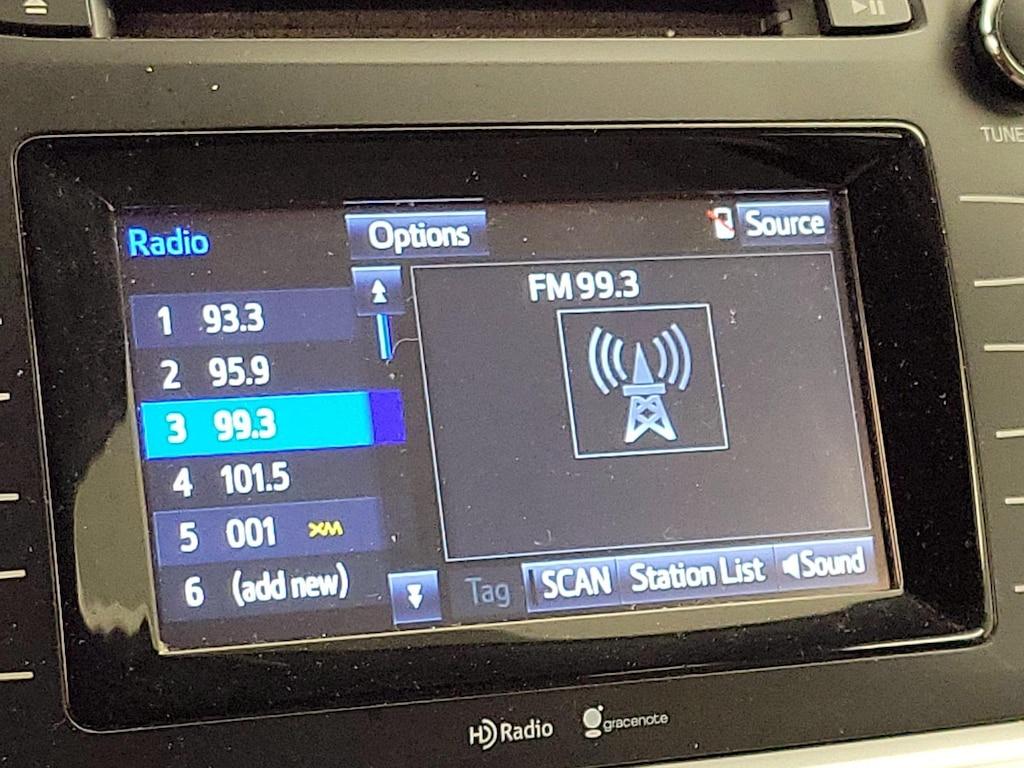 TUNE
Radio
Options
Source
FM 99.3
1 93.3
2 95.9
3 99.3
4 101.5
5 001 XM
6 (add new)
Tag
SCAN
Station List
Sound
HD Radio
gracenote